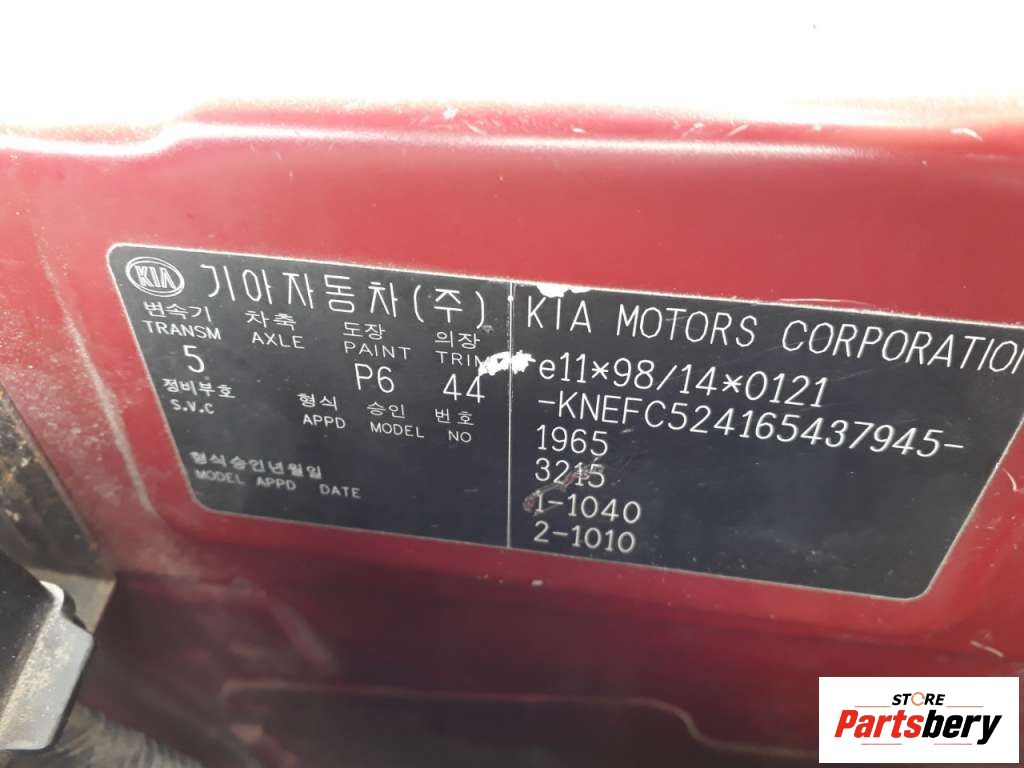 KIA 기아자동차(주)
변속기 차축 도장 의장
TRANSM AXLE PAINT TRIM
5 P6 44
정비부호 형식 승인 번호
S.V.C APPD MODEL NO
형식승인년월일
MODEL APPD DATE
KIA MOTORS CORPORATION
e11*98/14*0121
-KNEFC524165437945-
1965
3215
1-1040
2-1010
STORE
Partsbery